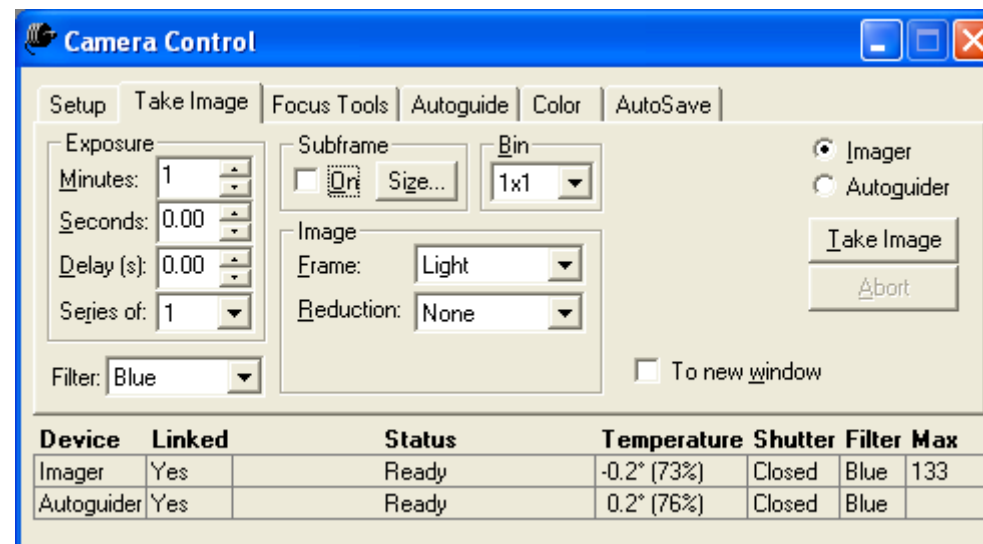 Camera Control
Setup Take Image Focus Tools Autoguide Color AutoSave
Exposure
Minutes: 1
Seconds: 0.00
Delay (s): 0.00
Series of: 1
Filter: Blue
Subframe
On Size...
Bin
1x1
Image
Frame: Light
Reduction: None
Imager
Autoguider
Take Image
Abort
To new window
Device Linked Status Temperature Shutter Filter Max
Imager Yes Ready -0.2° (73%) Closed Blue 133
Autoguider Yes Ready 0.2° (76%) Closed Blue